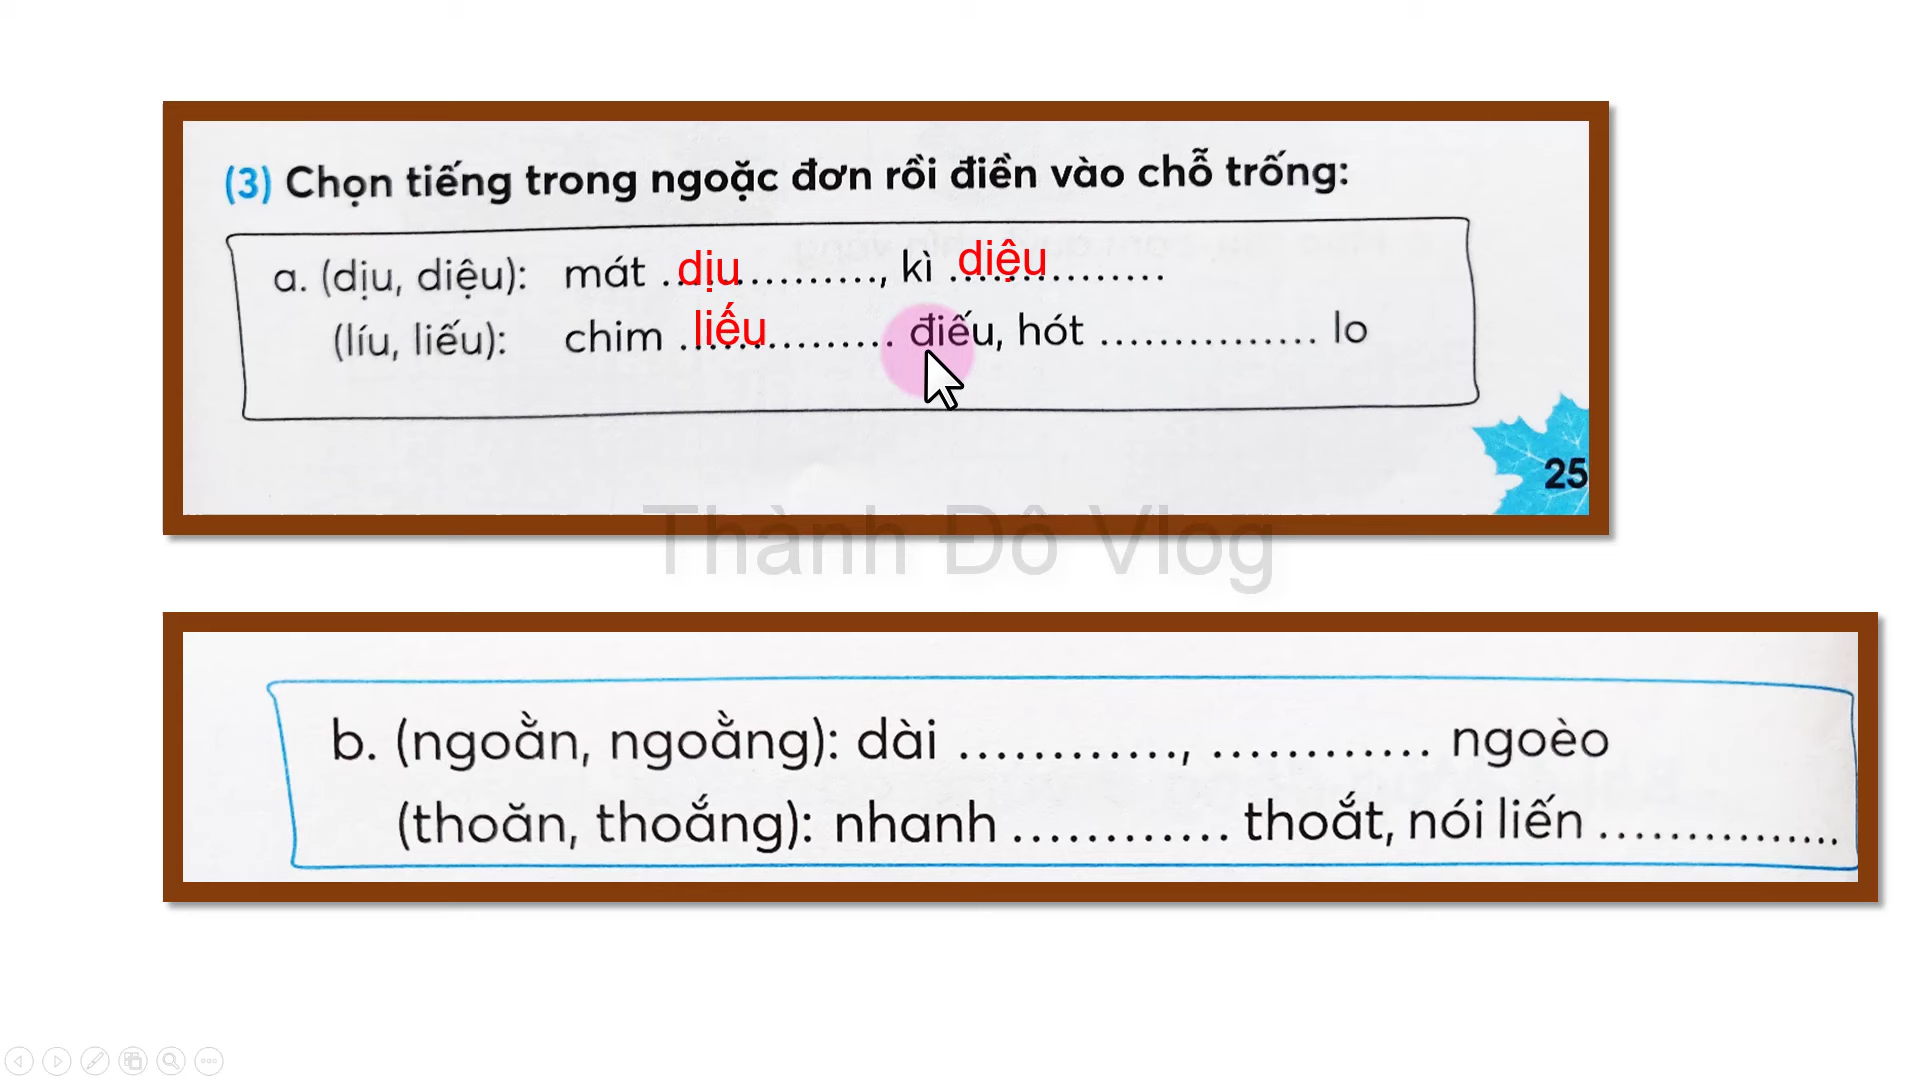 (3) Chọn tiếng trong ngoặc đơn rồi điền vào chỗ trống:
a. (dịu, diệu): mát ..dịu.........., kì ..diệu..........
(líu, liếu): chim ..liếu.......... điếu, hót ............... lo
25
Thành Đô Vlog
b. (ngoằn, ngoằng): dài ............, ............ ngoèo
(thoăn, thoắng): nhanh ............ thoắt, nói liến ...............